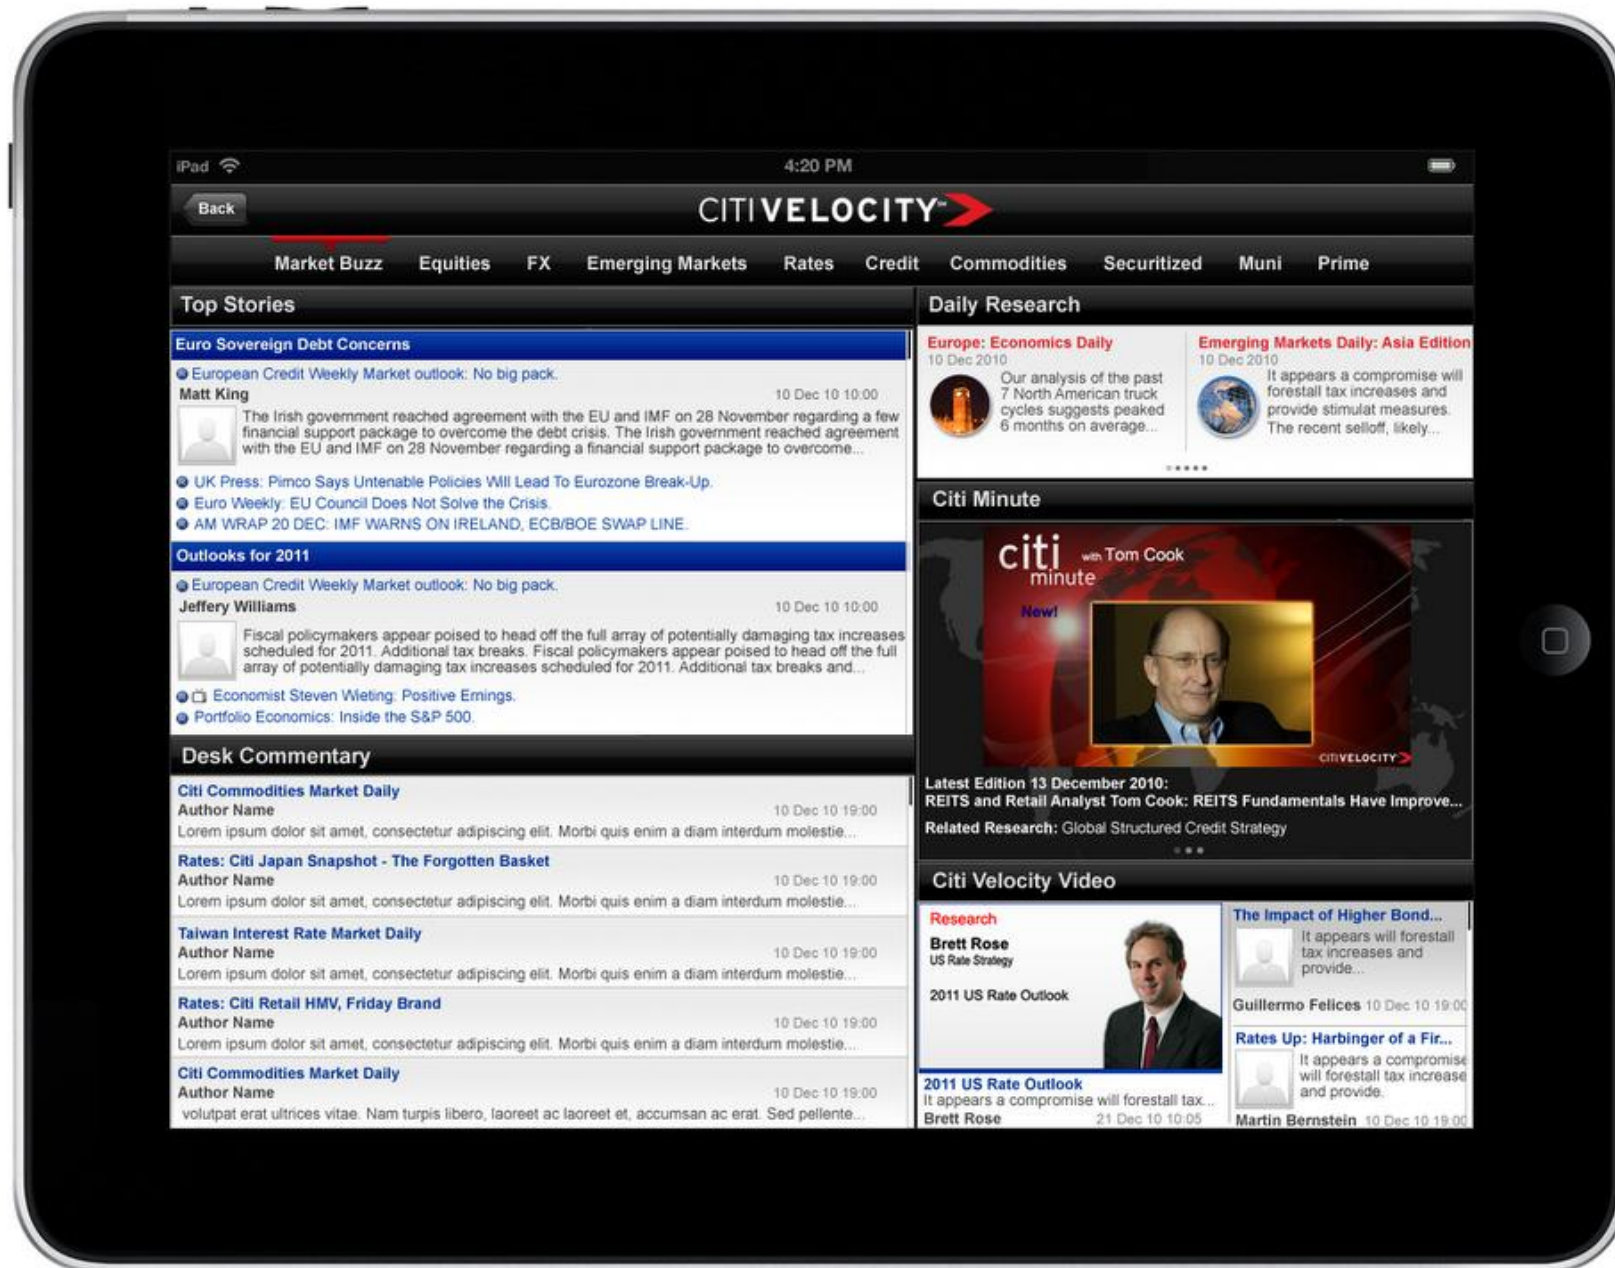 iPad
4:20 PM
Back
CITIVELOCITY℠
Market Buzz Equities FX Emerging Markets Rates Credit Commodities Securitized Muni Prime
Top Stories
Euro Sovereign Debt Concerns
European Credit Weekly Market outlook: No big pack.
Matt King 10 Dec 10 10:00
The Irish government reached agreement with the EU and IMF on 28 November regarding a few
financial support package to overcome the debt crisis. The Irish government reached agreement
with the EU and IMF on 28 November regarding a financial support package to overcome...
UK Press: Pimco Says Untenable Policies Will Lead To Eurozone Break-Up.
Euro Weekly: EU Council Does Not Solve the Crisis.
AM WRAP 20 DEC: IMF WARNS ON IRELAND, ECB/BOE SWAP LINE.
Outlooks for 2011
European Credit Weekly Market outlook: No big pack.
Jeffery Williams 10 Dec 10 10:00
Fiscal policymakers appear poised to head off the full array of potentially damaging tax increases
scheduled for 2011. Additional tax breaks. Fiscal policymakers appear poised to head off the full
array of potentially damaging tax increases scheduled for 2011. Additional tax breaks and...
Economist Steven Wieting: Positive Ernings.
Portfolio Economics: Inside the S&P 500.
Desk Commentary
Citi Commodities Market Daily
Author Name 10 Dec 10 19:00
Lorem ipsum dolor sit amet, consectetur adipiscing elit. Morbi quis enim a diam interdum molestie...
Rates: Citi Japan Snapshot - The Forgotten Basket
Author Name 10 Dec 10 19:00
Lorem ipsum dolor sit amet, consectetur adipiscing elit. Morbi quis enim a diam interdum molestie...
Taiwan Interest Rate Market Daily
Author Name 10 Dec 10 19:00
Lorem ipsum dolor sit amet, consectetur adipiscing elit. Morbi quis enim a diam interdum molestie...
Rates: Citi Retail HMV, Friday Brand
Author Name 10 Dec 10 19:00
Lorem ipsum dolor sit amet, consectetur adipiscing elit. Morbi quis enim a diam interdum molestie...
Citi Commodities Market Daily
Author Name 10 Dec 10 19:00
volutpat erat ultrices vitae. Nam turpis libero, laoreet ac laoreet et, accumsan ac erat. Sed pellente...
Daily Research
Europe: Economics Daily
10 Dec 2010
Our analysis of the past
7 North American truck
cycles suggests peaked
6 months on average...
Emerging Markets Daily: Asia Edition
10 Dec 2010
It appears a compromise will
forestall tax increases and
provide stimulat measures.
The recent selloff, likely...
Citi Minute
citi with Tom Cook
minute
New!
CITIVELOCITY
Latest Edition 13 December 2010:
REITS and Retail Analyst Tom Cook: REITS Fundamentals Have Improve...
Related Research: Global Structured Credit Strategy
Citi Velocity Video
Research
Brett Rose
US Rate Strategy
2011 US Rate Outlook
2011 US Rate Outlook
It appears a compromise will forestall tax...
Brett Rose 21 Dec 10 10:05
The Impact of Higher Bond...
It appears will forestall
tax increases and
provide...
Guillermo Felices 10 Dec 10 19:00
Rates Up: Harbinger of a Fir...
It appears a compromise
will forestall tax increase
and provide.
Martin Bernstein 10 Dec 10 19:00